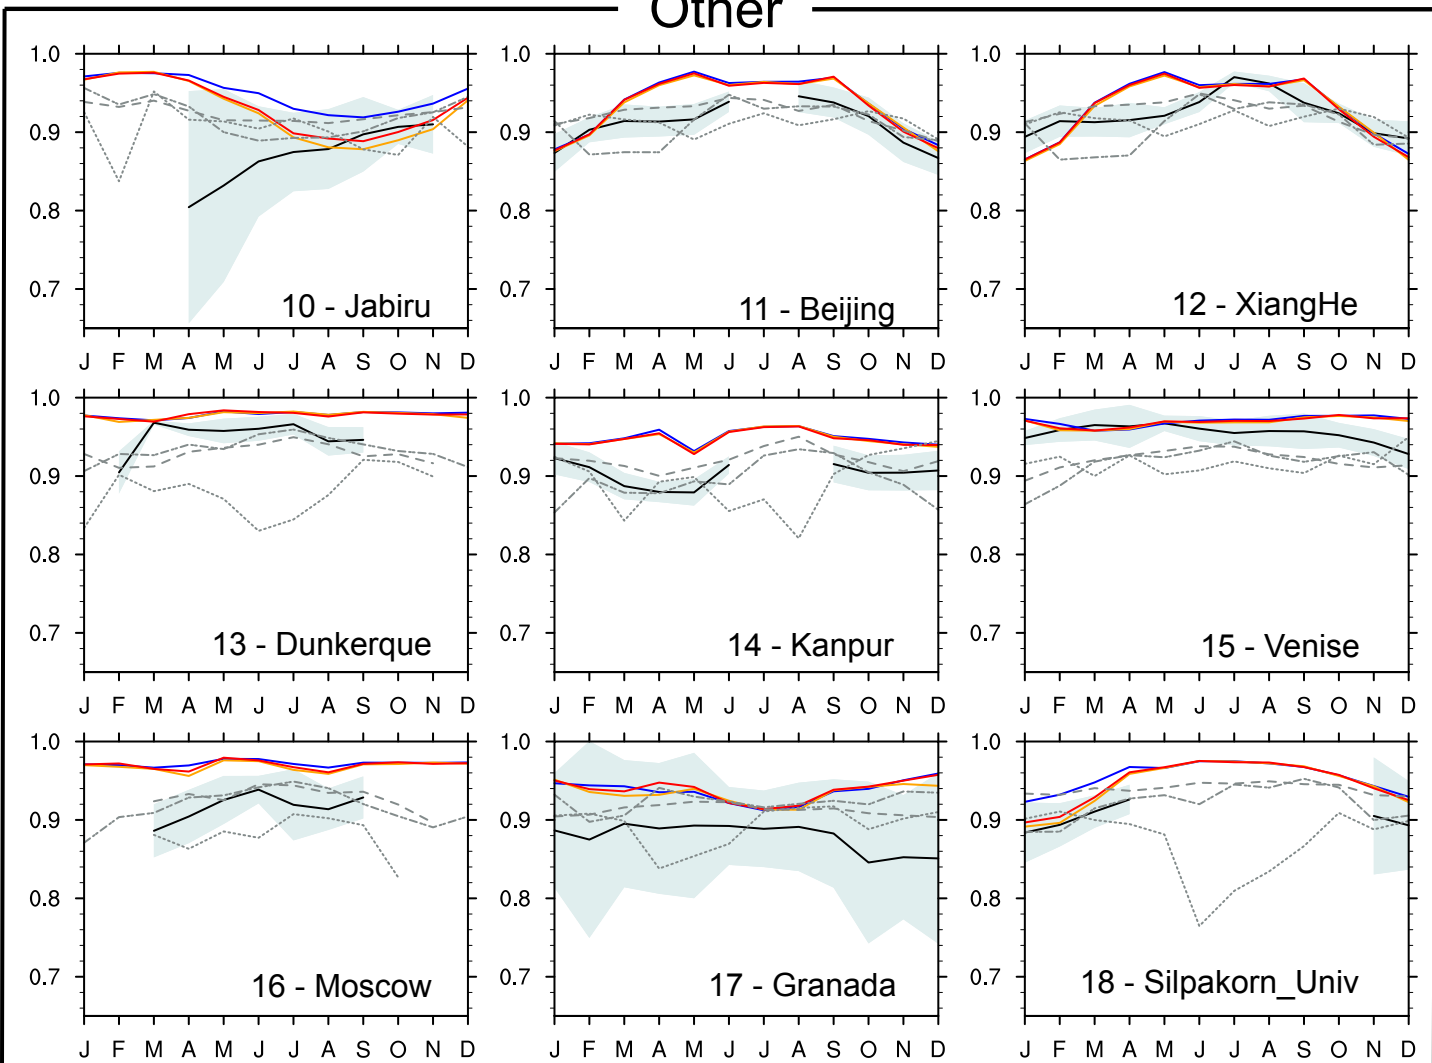 Other
1.0 1.0 1.0
0.9 0.9 0.9
0.8 0.8 0.8
0.7 0.7 0.7
10 - Jabiru 11 - Beijing 12 - XiangHe
J F M A M J J A S O N D J F M A M J J A S O N D J F M A M J J A S O N D
1.0 1.0 1.0
0.9 0.9 0.9
0.8 0.8 0.8
0.7 0.7 0.7
13 - Dunkerque 14 - Kanpur 15 - Venise
J F M A M J J A S O N D J F M A M J J A S O N D J F M A M J J A S O N D
1.0 1.0 1.0
0.9 0.9 0.9
0.8 0.8 0.8
0.7 0.7 0.7
16 - Moscow 17 - Granada 18 - Silpakorn_Univ
J F M A M J J A S O N D J F M A M J J A S O N D J F M A M J J A S O N D